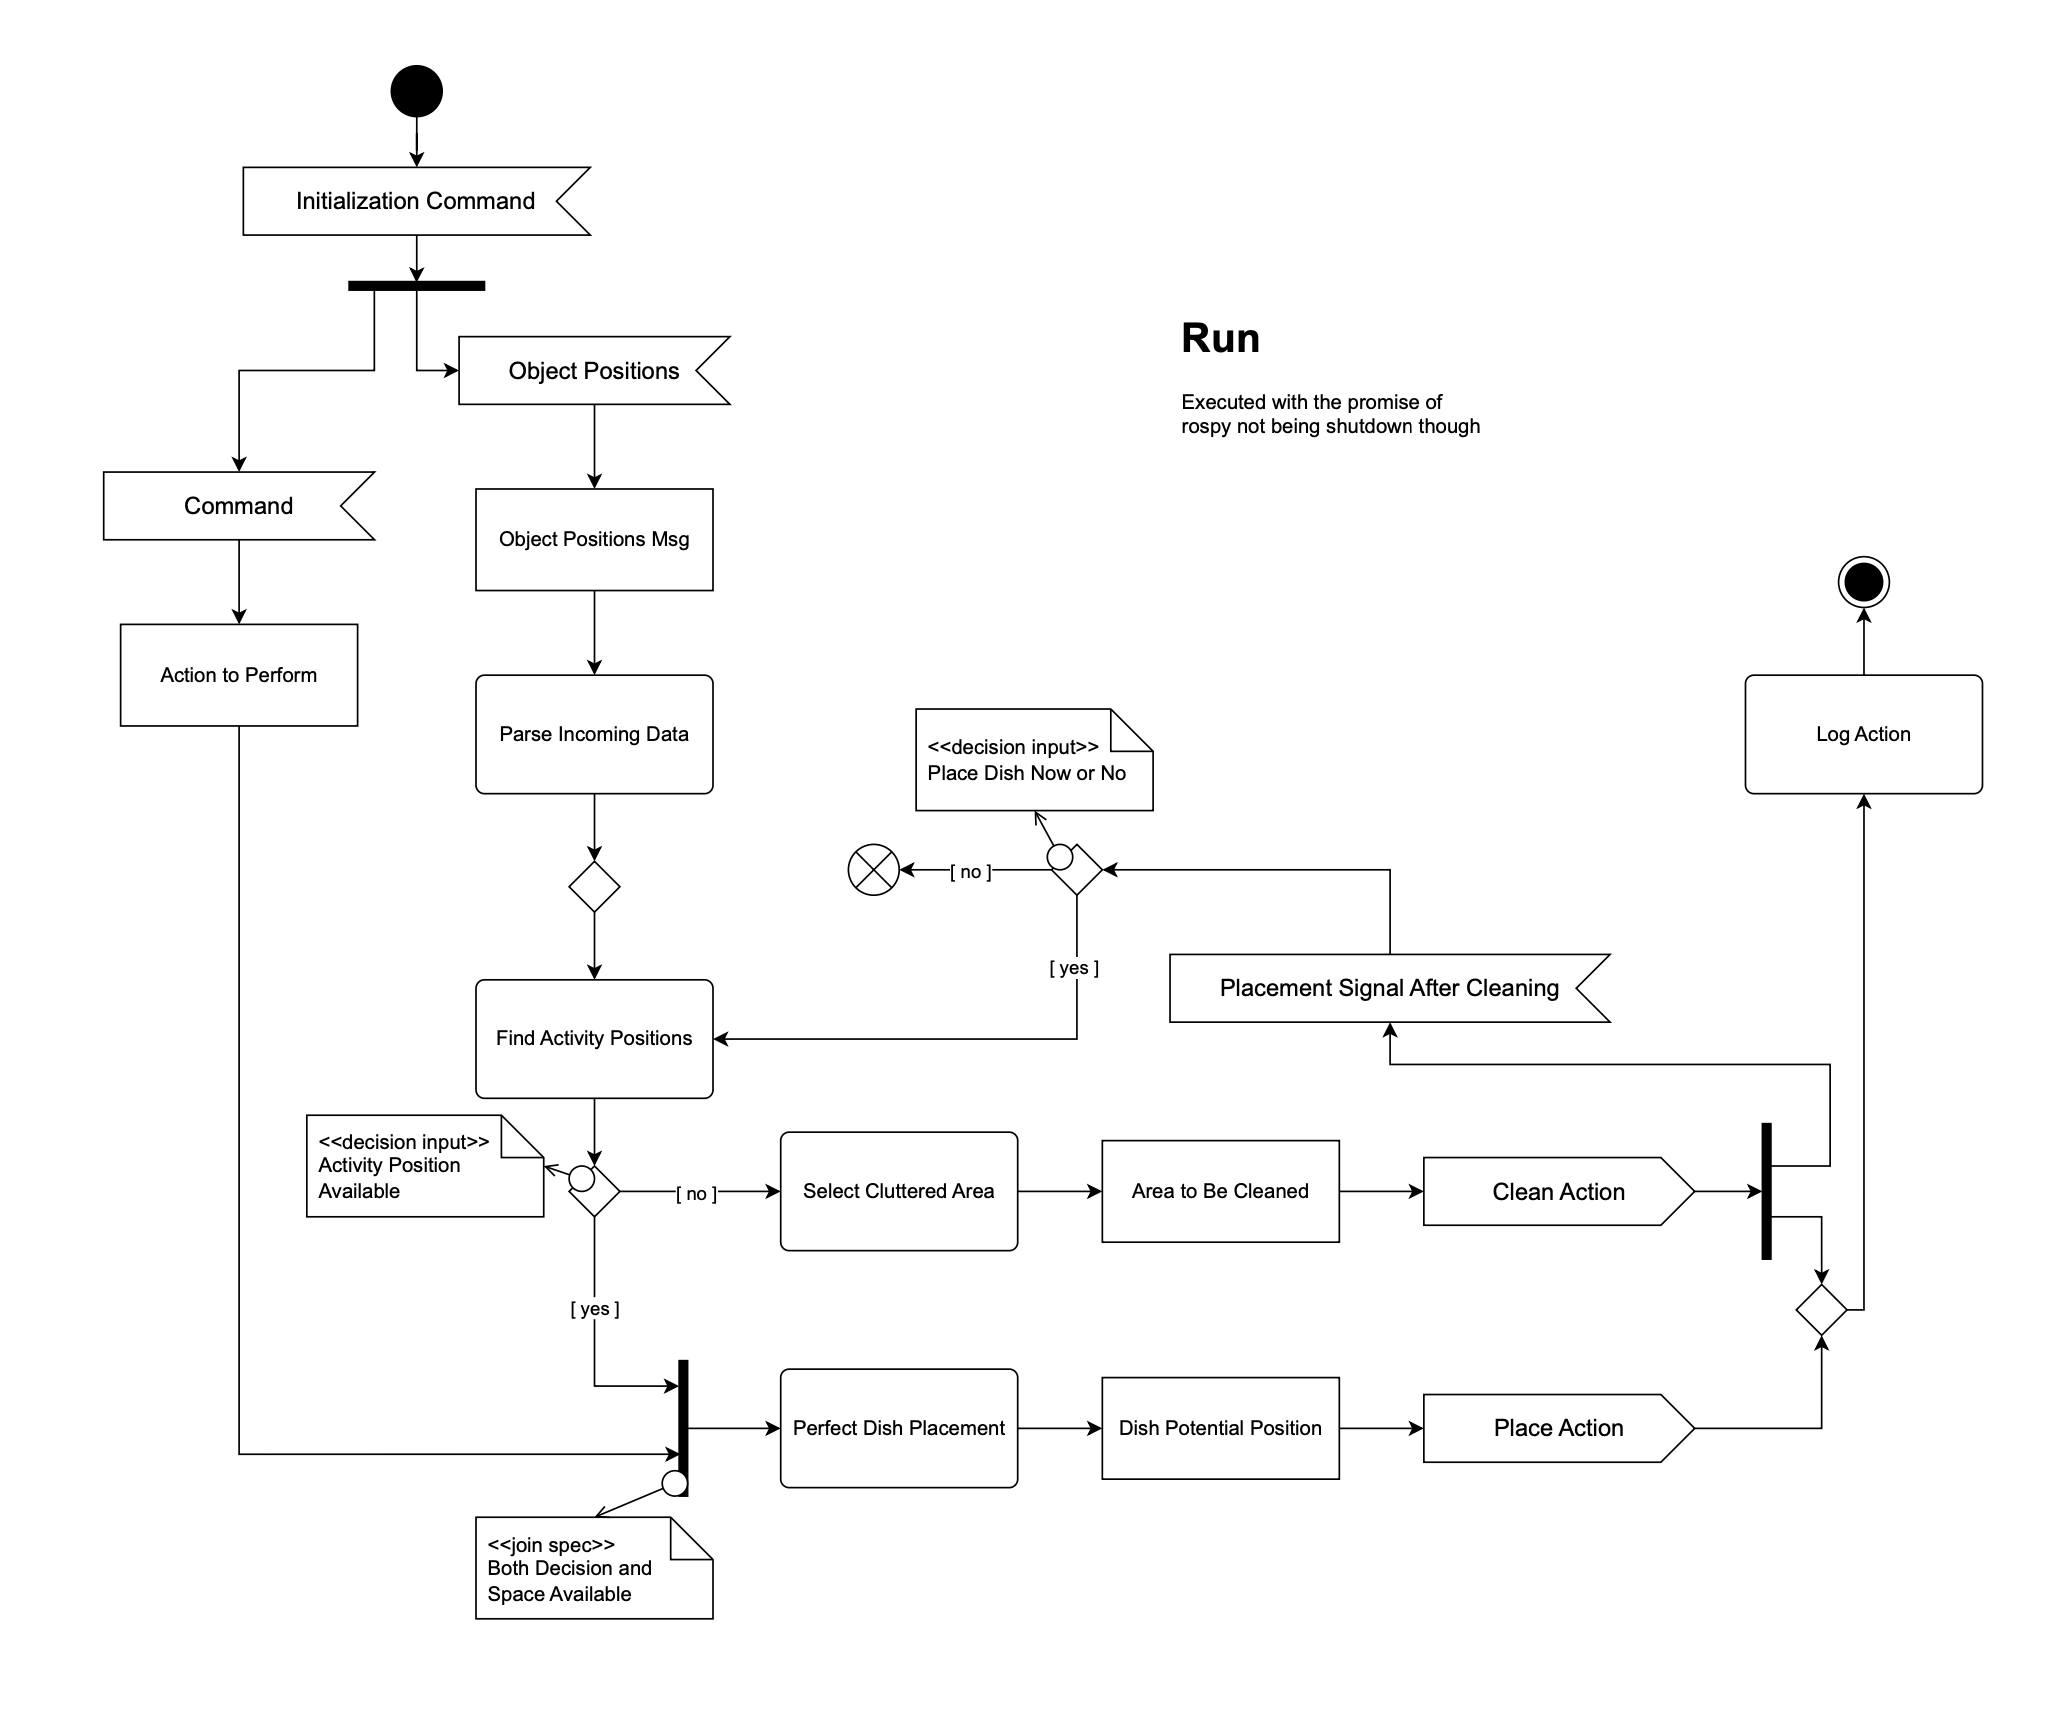 Initialization Command
Run
Object Positions
Executed with the promise of
rospy not being shutdown though
Command
Object Positions Msg
Action to Perform
Parse Incoming Data
<<decision input>>
Place Dish Now or No
Log Action
[ no ]
[ yes ]
Placement Signal After Cleaning
Find Activity Positions
<<decision input>>
Activity Position
Available
[ no ]
Select Cluttered Area
Area to Be Cleaned
Clean Action
[ yes ]
Perfect Dish Placement
Dish Potential Position
Place Action
<<join spec>>
Both Decision and
Space Available